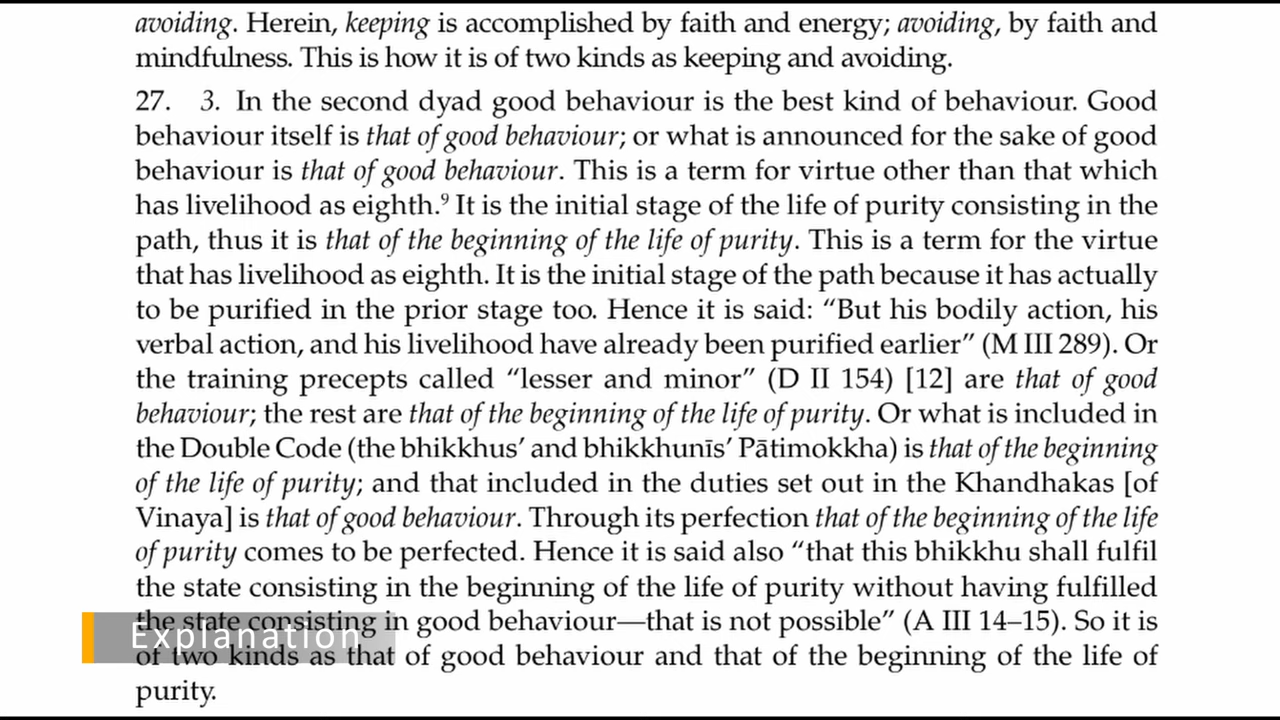 avoiding. Herein, keeping is accomplished by faith and energy; avoiding, by faith and
mindfulness. This is how it is of two kinds as keeping and avoiding.
27. 3. In the second dyad good behaviour is the best kind of behaviour. Good
behaviour itself is that of good behaviour; or what is announced for the sake of good
behaviour is that of good behaviour. This is a term for virtue other than that which
has livelihood as eighth.⁹ It is the initial stage of the life of purity consisting in the
path, thus it is that of the beginning of the life of purity. This is a term for the virtue
that has livelihood as eighth. It is the initial stage of the path because it has actually
to be purified in the prior stage too. Hence it is said: “But his bodily action, his
verbal action, and his livelihood have already been purified earlier” (M III 289). Or
the training precepts called “lesser and minor” (D II 154) [12] are that of good
behaviour; the rest are that of the beginning of the life of purity. Or what is included in
the Double Code (the bhikkhus’ and bhikkhunīs’ Pātimokkha) is that of the beginning
of the life of purity; and that included in the duties set out in the Khandhakas [of
Vinaya] is that of good behaviour. Through its perfection that of the beginning of the life
of purity comes to be perfected. Hence it is said also “that this bhikkhu shall fulfil
the state consisting in the beginning of the life of purity without having fulfilled
the state consisting in good behaviour—that is not possible” (A III 14–15). So it is
Explanation
of two kinds as that of good behaviour and that of the beginning of the life of
purity.